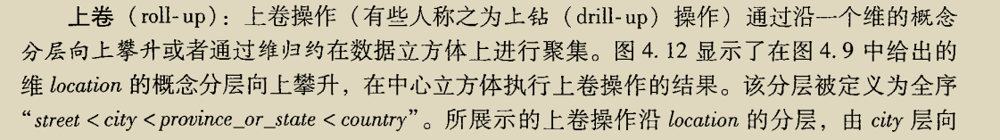 上卷（roll-up）：上卷操作（有些人称之为上钻（drill-up）操作）通过沿一个维的概念
分层向上攀升或者通过维归约在数据立方体上进行聚集。图 4.12 显示了在图 4.9 中给出的
维 location 的概念分层向上攀升，在中心立方体执行上卷操作的结果。该分层被定义为全序
“street < city < province_or_state < country”。所展示的上卷操作沿 location 的分层，由 city 层向